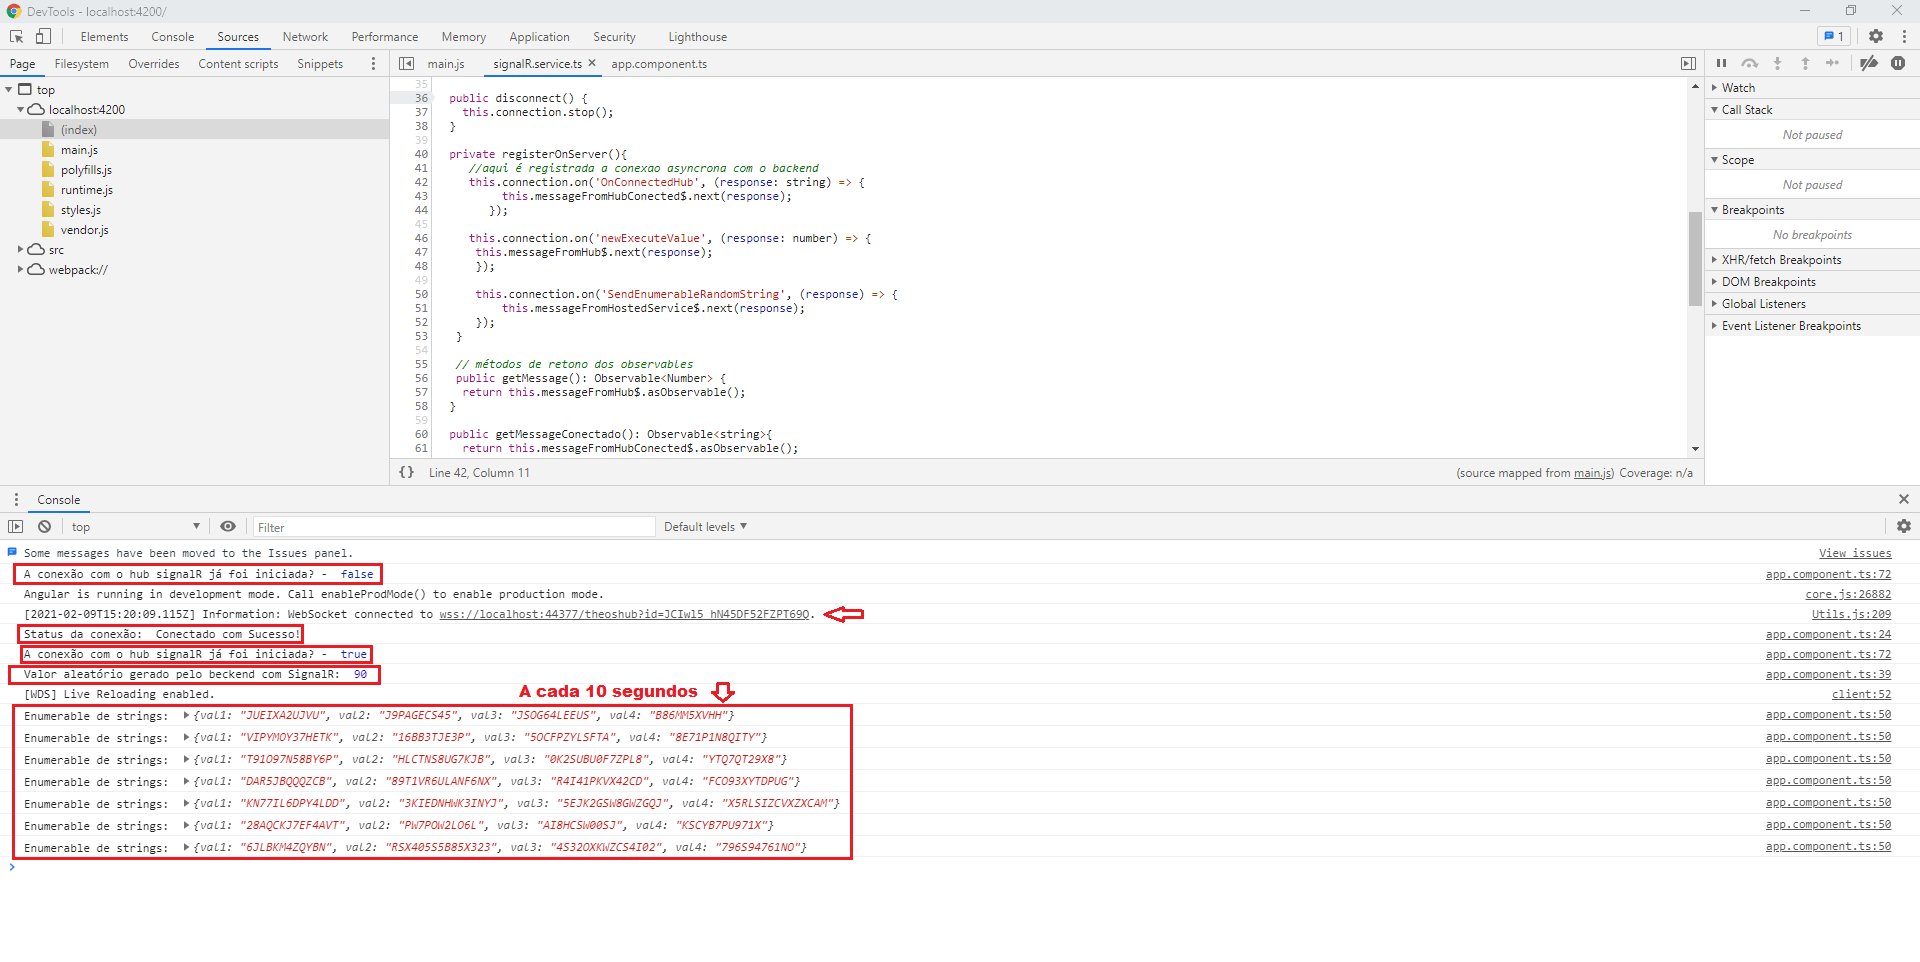 DevTools - localhost:4200/
Elements Console Sources Network Performance Memory Application Security Lighthouse 1
Page Filesystem Overrides Content scripts Snippets
main.js signalR.service.ts × app.component.ts
top
localhost:4200
(index)
main.js
polyfills.js
runtime.js
styles.js
vendor.js
src
webpack://
35
36 public disconnect() {
37 this.connection.stop();
38 }
39
40 private registerOnServer(){
41 //aqui é registrada a conexao asyncrona com o backend
42 this.connection.on('OnConnectedHub', (response: string) => {
43 this.messageFromHubConected$.next(response);
44 });
45
46 this.connection.on('newExecuteValue', (response: number) => {
47 this.messageFromHub$.next(response);
48 });
49
50 this.connection.on('SendEnumerableRandomString', (response) => {
51 this.messageFromHostedService$.next(response);
52 });
53 }
54
55 // métodos de retono dos observables
56 public getMessage(): Observable<Number> {
57 return this.messageFromHub$.asObservable();
58 }
59
60 public getMessageConectado(): Observable<string>{
61 return this.messageFromHubConected$.asObservable();
{} Line 42, Column 11
(source mapped from main.js) Coverage: n/a
Watch
Call Stack
Not paused
Scope
Not paused
Breakpoints
No breakpoints
XHR/fetch Breakpoints
DOM Breakpoints
Global Listeners
Event Listener Breakpoints
Console
top Filter Default levels
Some messages have been moved to the Issues panel. View issues
A conexão com o hub signalR já foi iniciada? - false app.component.ts:72
Angular is running in development mode. Call enableProdMode() to enable production mode. core.js:26882
[2021-02-09T15:20:09.115Z] Information: WebSocket connected to wss://localhost:44377/theoshub?id=JCIwl5_hN45DF52FZPT69Q. Utils.js:209
Status da conexão: Conectado com Sucesso! app.component.ts:24
A conexão com o hub signalR já foi iniciada? - true app.component.ts:72
Valor aleatório gerado pelo beckend com SignalR: 90 app.component.ts:39
[WDS] Live Reloading enabled. client:52
A cada 10 segundos
Enumerable de strings: {val1: "JUEIXA2UJVU", val2: "J9PAGECS45", val3: "JSOG64LEEUS", val4: "B86MM5XVHH"} app.component.ts:50
Enumerable de strings: {val1: "VIPYMOY37HETK", val2: "16BB3TJE3P", val3: "5OCFPZYLSFTA", val4: "8E71P1N8QITY"} app.component.ts:50
Enumerable de strings: {val1: "T91O97N58BY6P", val2: "HLCTNS8UG7KJB", val3: "0K2SUBU0F7ZPL8", val4: "YTQ7QT29X8"} app.component.ts:50
Enumerable de strings: {val1: "DAR5JBQQQZCB", val2: "89T1VR6ULANF6NX", val3: "R4I41PKVX42CD", val4: "FCO93XYTDPUG"} app.component.ts:50
Enumerable de strings: {val1: "KN77IL6DPY4LDD", val2: "3KIEDNHWK3INYJ", val3: "5EJK2GSW8GWZGQJ", val4: "X5RLSIZCVXZXCAM"} app.component.ts:50
Enumerable de strings: {val1: "28AQCKJ7EF4AVT", val2: "PW7POW2LO6L", val3: "AI8HCSW00SJ", val4: "KSCYB7PU971X"} app.component.ts:50
Enumerable de strings: {val1: "6JLBKM4ZQYBN", val2: "RSX405S5B85X323", val3: "4S32OXKWZCS4I02", val4: "796S94761NO"} app.component.ts:50